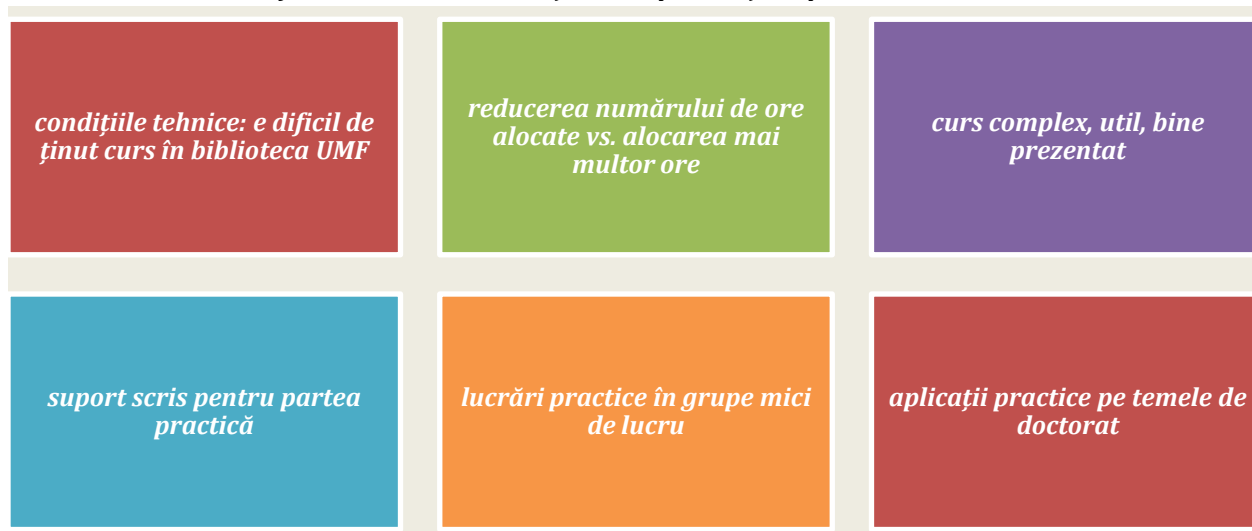 condițiile tehnice: e dificil de
ținut curs în biblioteca UMF
reducerea numărului de ore
alocate vs. alocarea mai
multor ore
curs complex, util, bine
prezentat
suport scris pentru partea
practică
lucrări practice în grupe mici
de lucru
aplicații practice pe temele de
doctorat